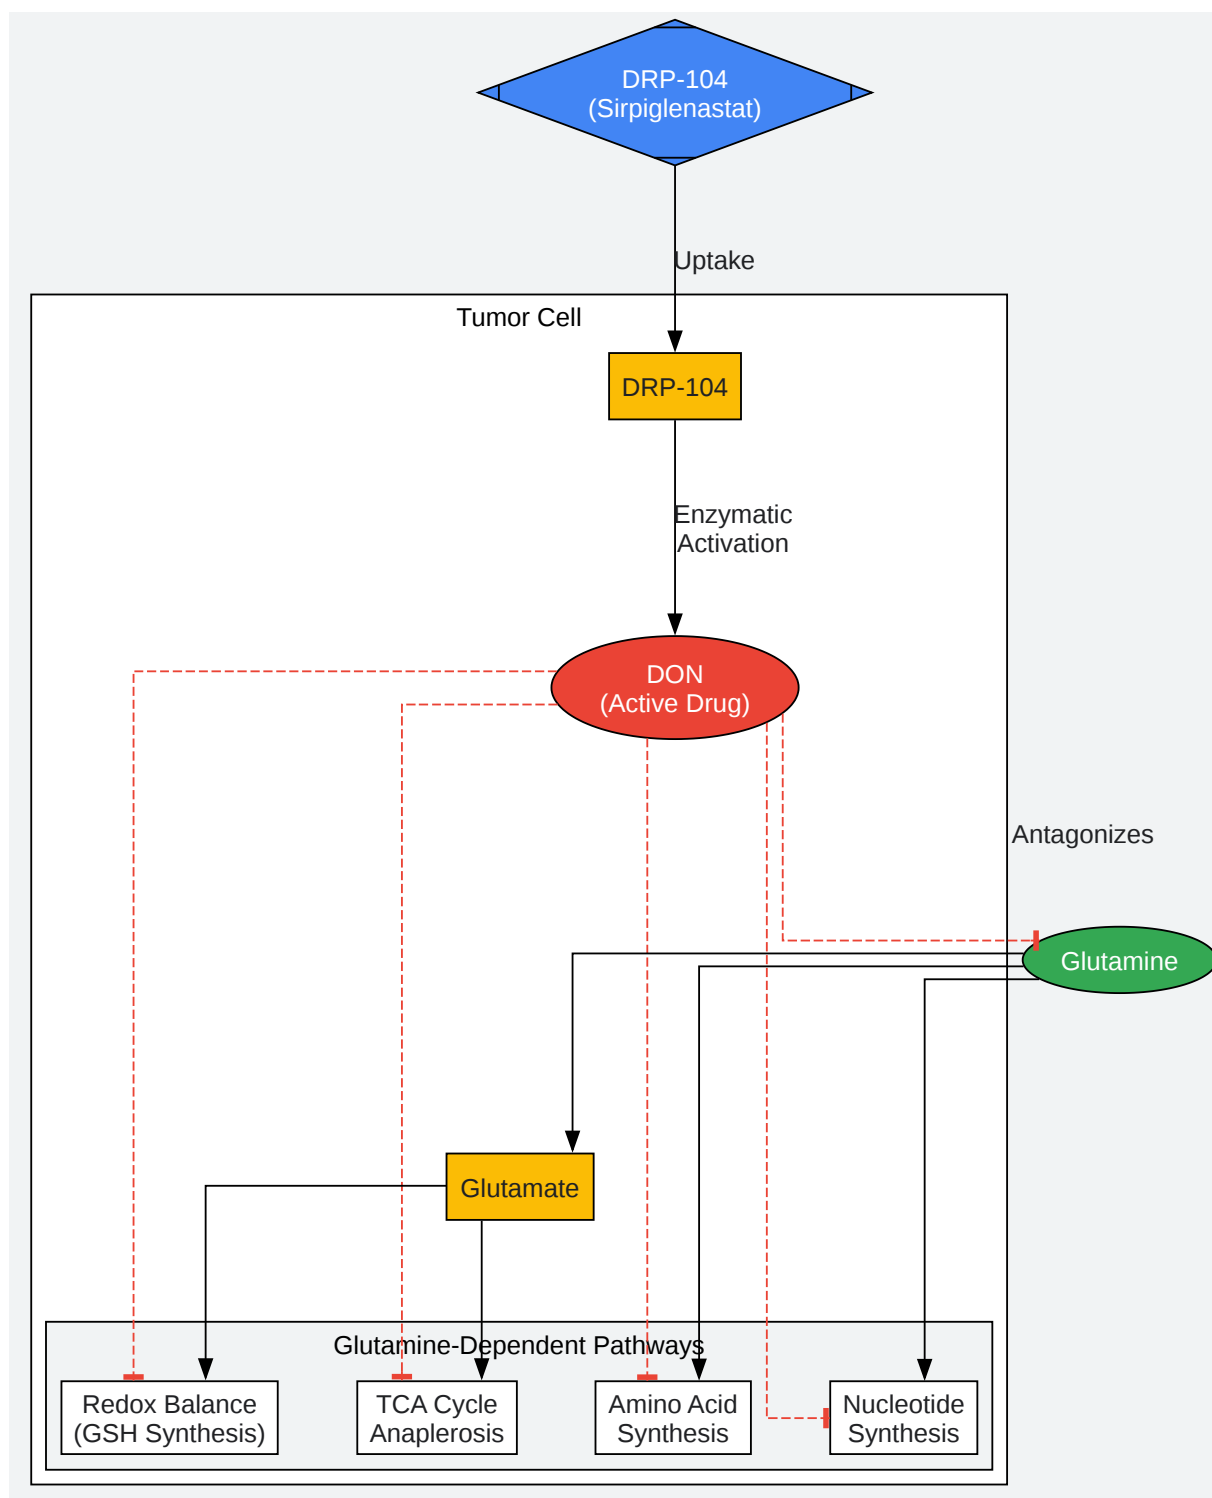 DRP-104
(Sirpiglenastat)
Uptake
Tumor Cell
DRP-104
Enzymatic
Activation
DON
(Active Drug)
Antagonizes
Glutamine
Glutamate
Glutamine-Dependent Pathways
Redox Balance
(GSH Synthesis)
TCA Cycle
Anaplerosis
Amino Acid
Synthesis
Nucleotide
Synthesis